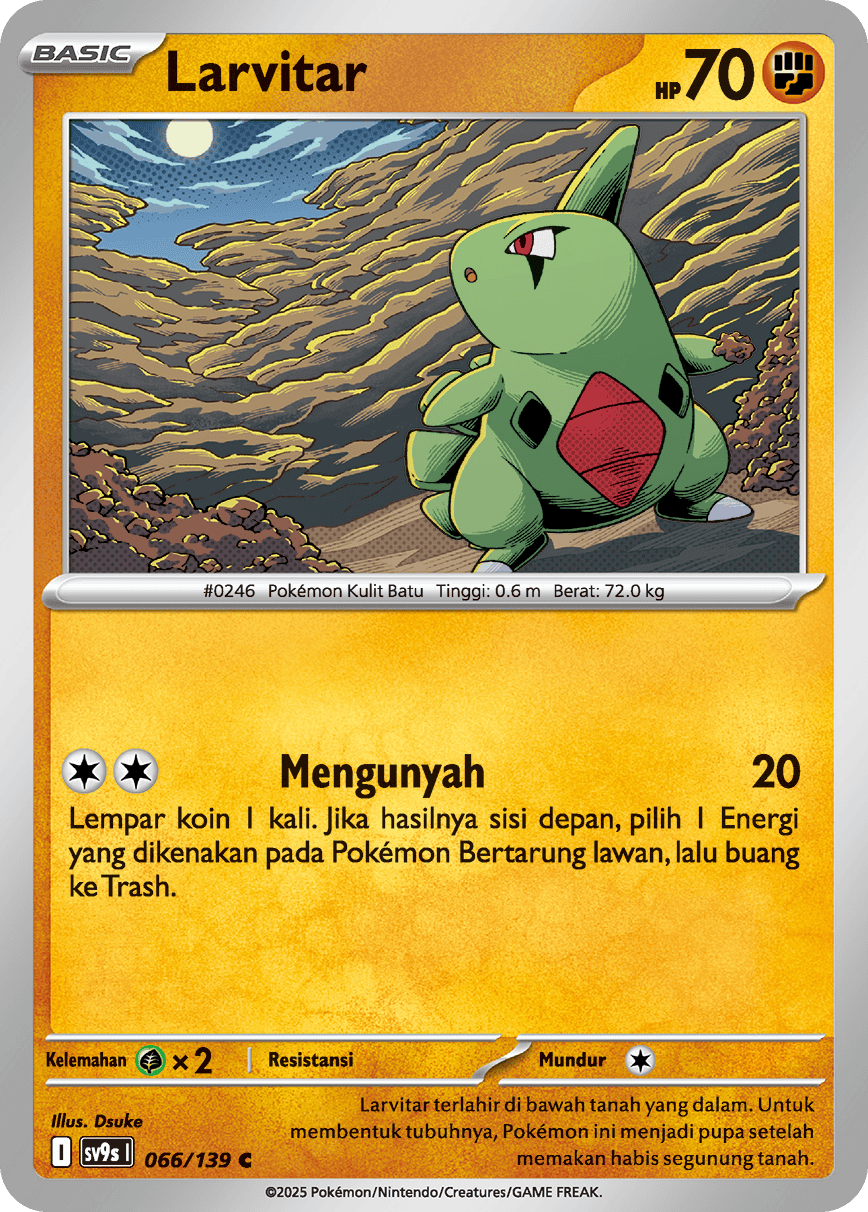 BASIC
Larvitar
HP 70
#0246 Pokémon Kulit Batu Tinggi: 0.6 m Berat: 72.0 kg
Mengunyah 20
Lempar koin 1 kali. Jika hasilnya sisi depan, pilih 1 Energi
yang dikenakan pada Pokémon Bertarung lawan, lalu buang
ke Trash.
Kelemahan ×2 Resistansi Mundur
Illus. Dsuke
Larvitar terlahir di bawah tanah yang dalam. Untuk
membentuk tubuhnya, Pokémon ini menjadi pupa setelah
memakan habis segunung tanah.
I sv9s I 066/139 C
©2025 Pokémon/Nintendo/Creatures/GAME FREAK.